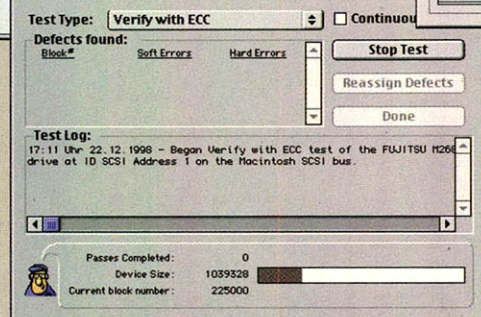 Test Type: Verify with ECC
Defects found:
Block# Soft Errors Hard Errors
Stop Test
Reassign Defects
Done
Test Log:
17:11 Uhr 22.12.1998 - Began Verify with ECC test of the FUJITSU
drive at ID SCSI Address 1 on the Macintosh SCSI bus.
Passes Completed: 0
Device Size: 1039328
Current block number: 225000